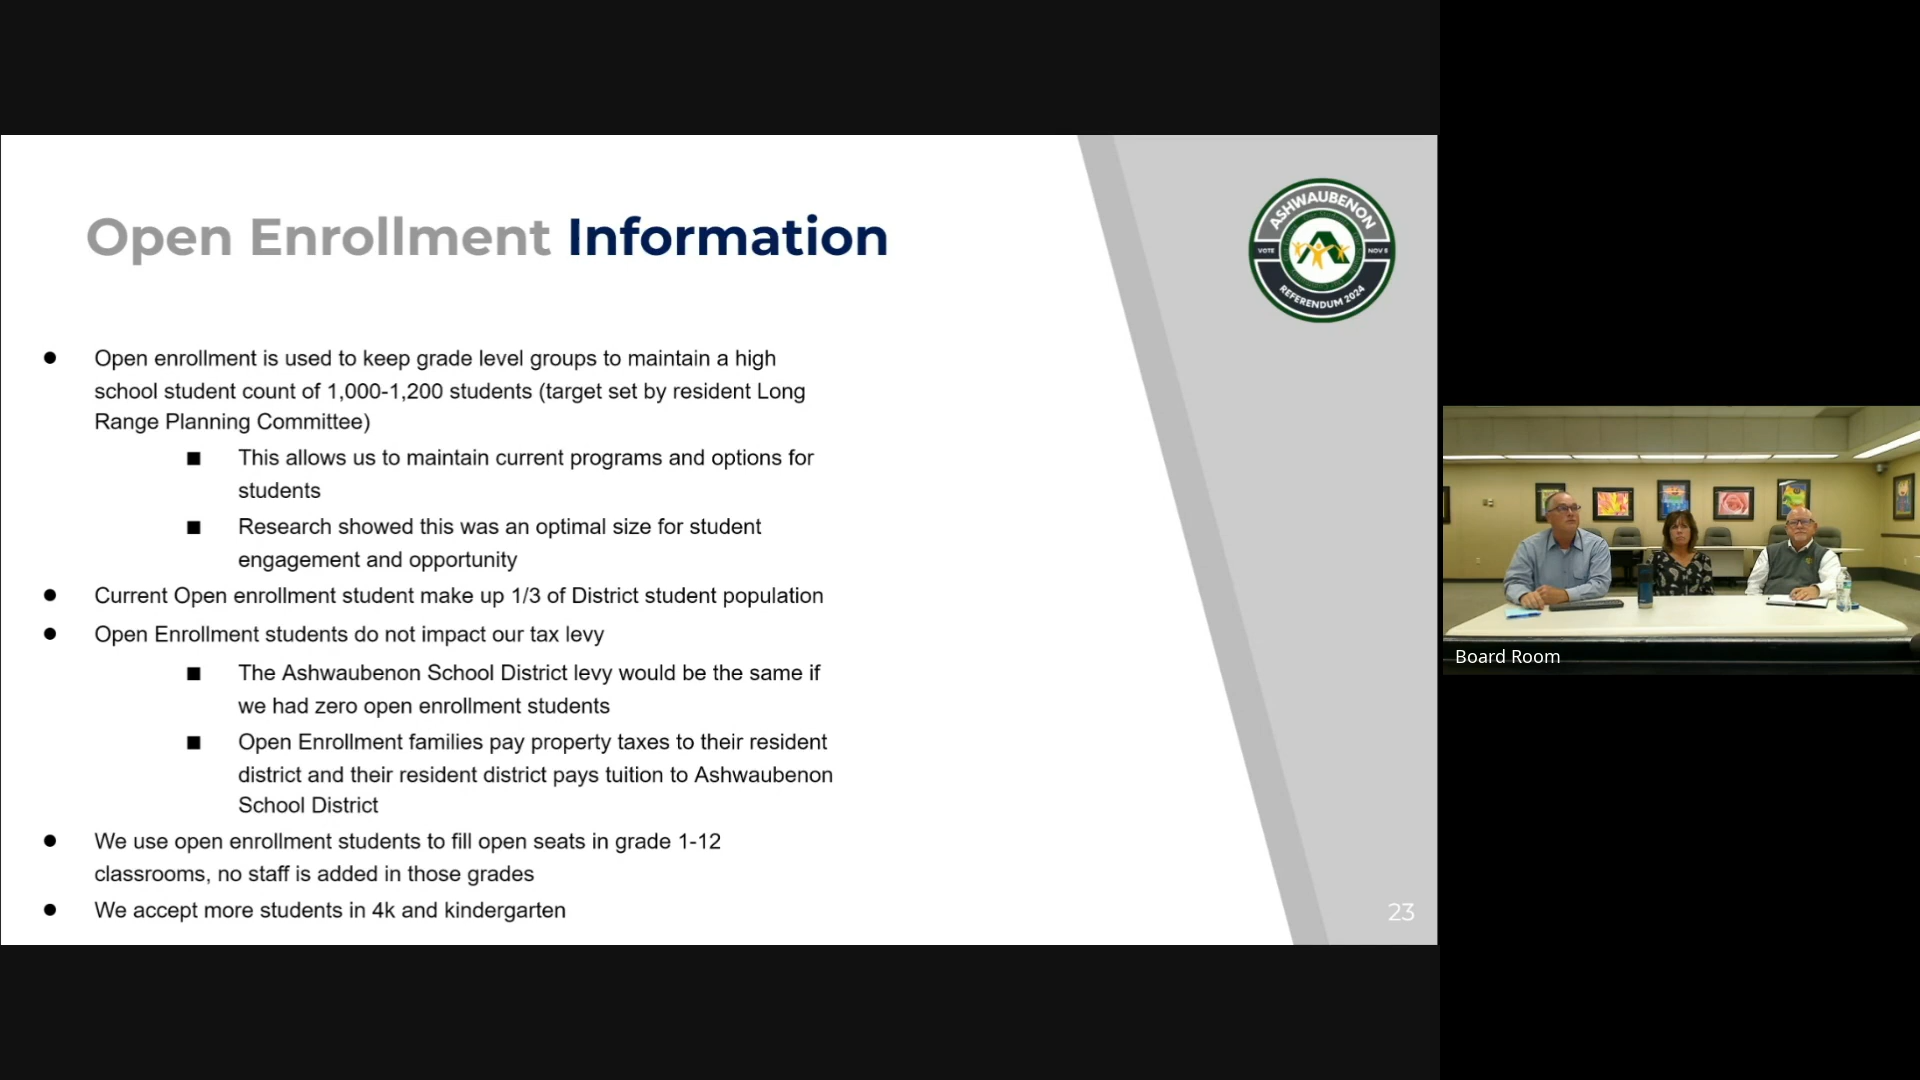 Open Enrollment Information
ASHWAUBENON
VOTE
NOV 5
REFERENDUM 2024
● Open enrollment is used to keep grade level groups to maintain a high
school student count of 1,000-1,200 students (target set by resident Long
Range Planning Committee)
■ This allows us to maintain current programs and options for
students
■ Research showed this was an optimal size for student
engagement and opportunity
● Current Open enrollment student make up 1/3 of District student population
● Open Enrollment students do not impact our tax levy
■ The Ashwaubenon School District levy would be the same if
we had zero open enrollment students
■ Open Enrollment families pay property taxes to their resident
district and their resident district pays tuition to Ashwaubenon
School District
● We use open enrollment students to fill open seats in grade 1-12
classrooms, no staff is added in those grades
● We accept more students in 4k and kindergarten
23
Board Room